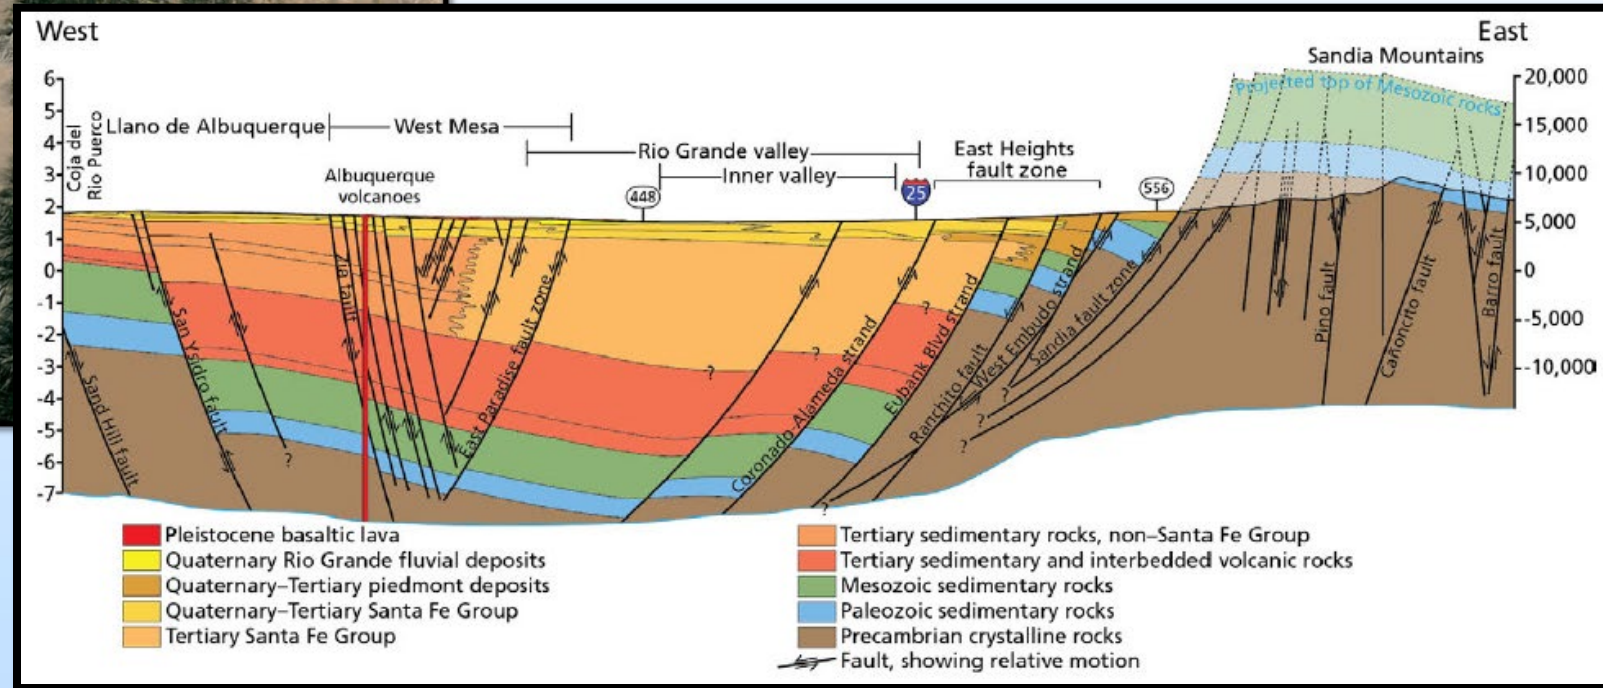 West
East
Sandia Mountains
Projected top of Mesozoic rocks
6
5
4
3
2
1
0
-1
-2
-3
-4
-5
-6
-7
20,000
15,000
10,000
5,000
0
-5,000
-10,000
Coja del
Rio Puerco
Llano de Albuquerque
West Mesa
Rio Grande valley
Inner valley
East Heights
fault zone
Albuquerque
volcanoes
448
25
556
Sand Hill fault
San Ysidro fault
Zia fault
East Paradise fault zone
Coronado-Alameda strand
Eubank Blvd strand
Ranchito fault
West Embudo strand
Sandia fault zone
Pino fault
Cañoncito fault
Barro fault
?
?
?
?
?
?
?
?
Pleistocene basaltic lava
Quaternary Rio Grande fluvial deposits
Quaternary–Tertiary piedmont deposits
Quaternary–Tertiary Santa Fe Group
Tertiary Santa Fe Group
Tertiary sedimentary rocks, non–Santa Fe Group
Tertiary sedimentary and interbedded volcanic rocks
Mesozoic sedimentary rocks
Paleozoic sedimentary rocks
Precambrian crystalline rocks
Fault, showing relative motion